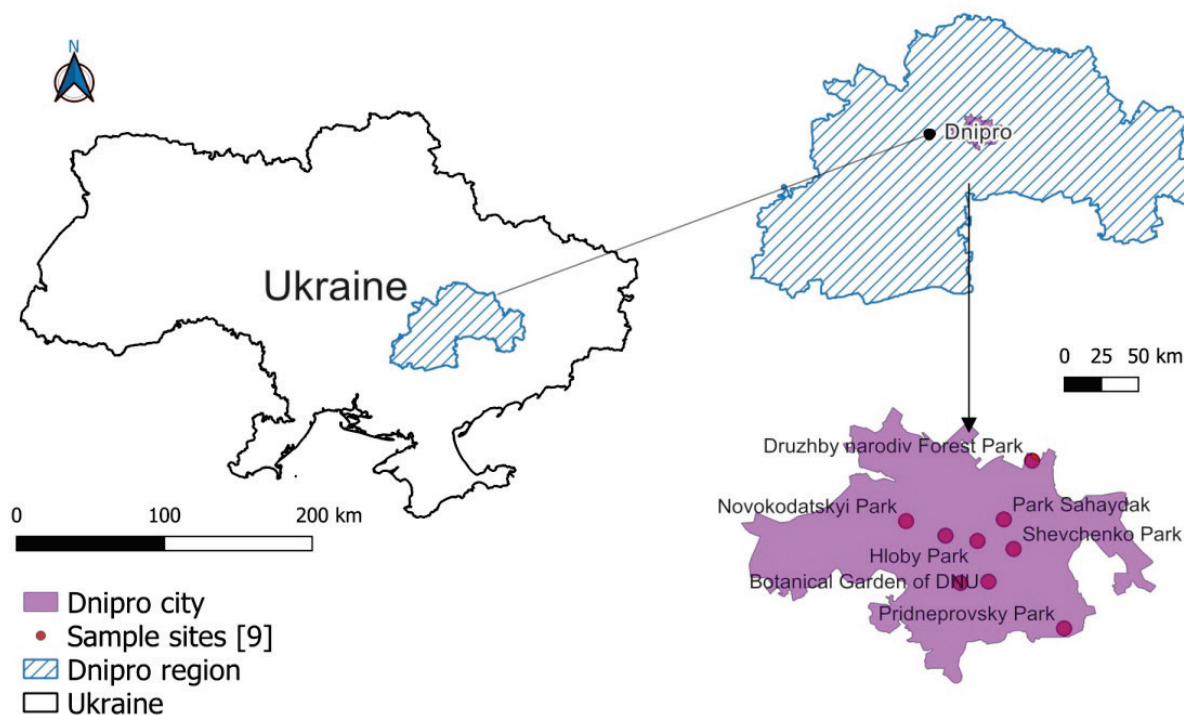 N
Ukraine
Dnipro
0 25 50 km
0 100 200 km
Dnipro city
Sample sites [9]
Dnipro region
Ukraine
Druzhby narodiv Forest Park
Novokodatskyi Park
Park Sahaydak
Shevchenko Park
Hloby Park
Botanical Garden of DNU
Pridneprovsky Park